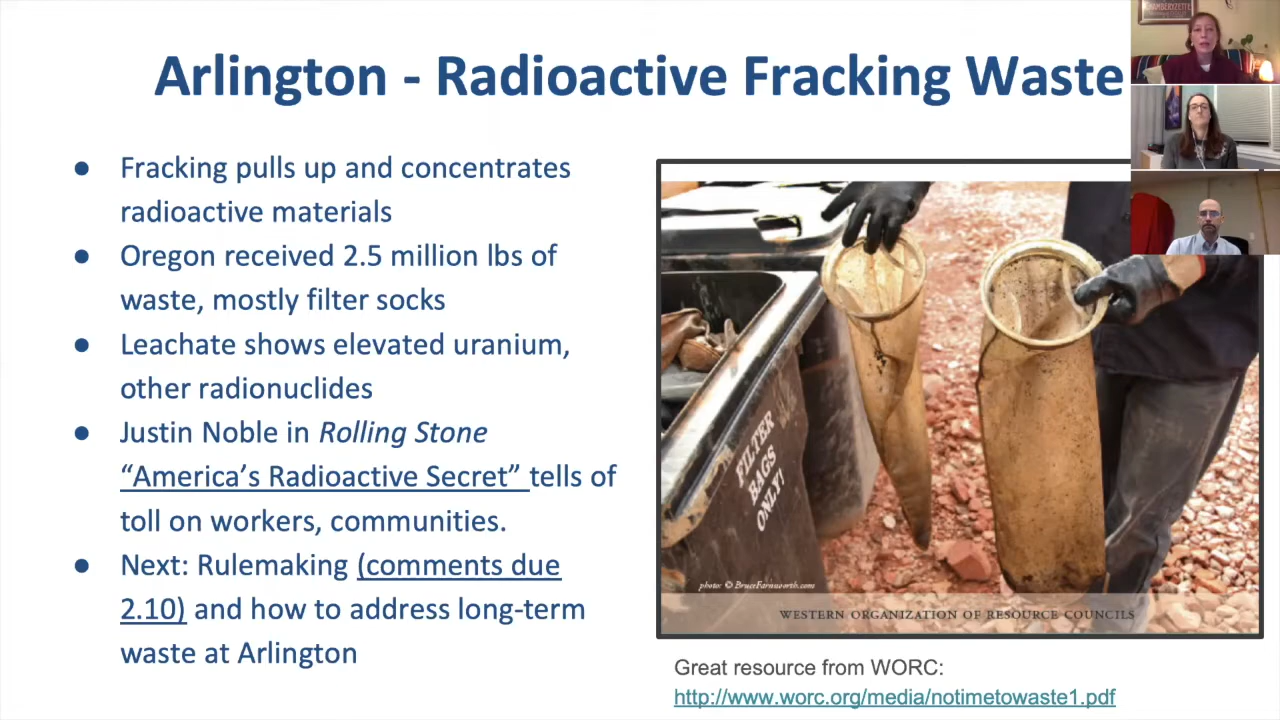 Arlington - Radioactive Fracking Waste
● Fracking pulls up and concentrates
radioactive materials
● Oregon received 2.5 million lbs of
waste, mostly filter socks
● Leachate shows elevated uranium,
other radionuclides
● Justin Noble in Rolling Stone
“America’s Radioactive Secret” tells of
toll on workers, communities.
● Next: Rulemaking (comments due
2.10) and how to address long-term
waste at Arlington
FILTER
BAGS
ONLY!
photo: © BruceFarnworth.com
WESTERN ORGANIZATION OF RESOURCE COUNCILS
Great resource from WORC:
http://www.worc.org/media/notimetowaste1.pdf